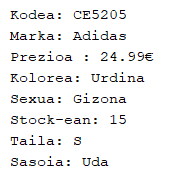 Kodea: CE5205
Marka: Adidas
Prezioa : 24.99€
Kolorea: Urdina
Sexua: Gizona
Stock-ean: 15
Taila: S
Sasoia: Uda